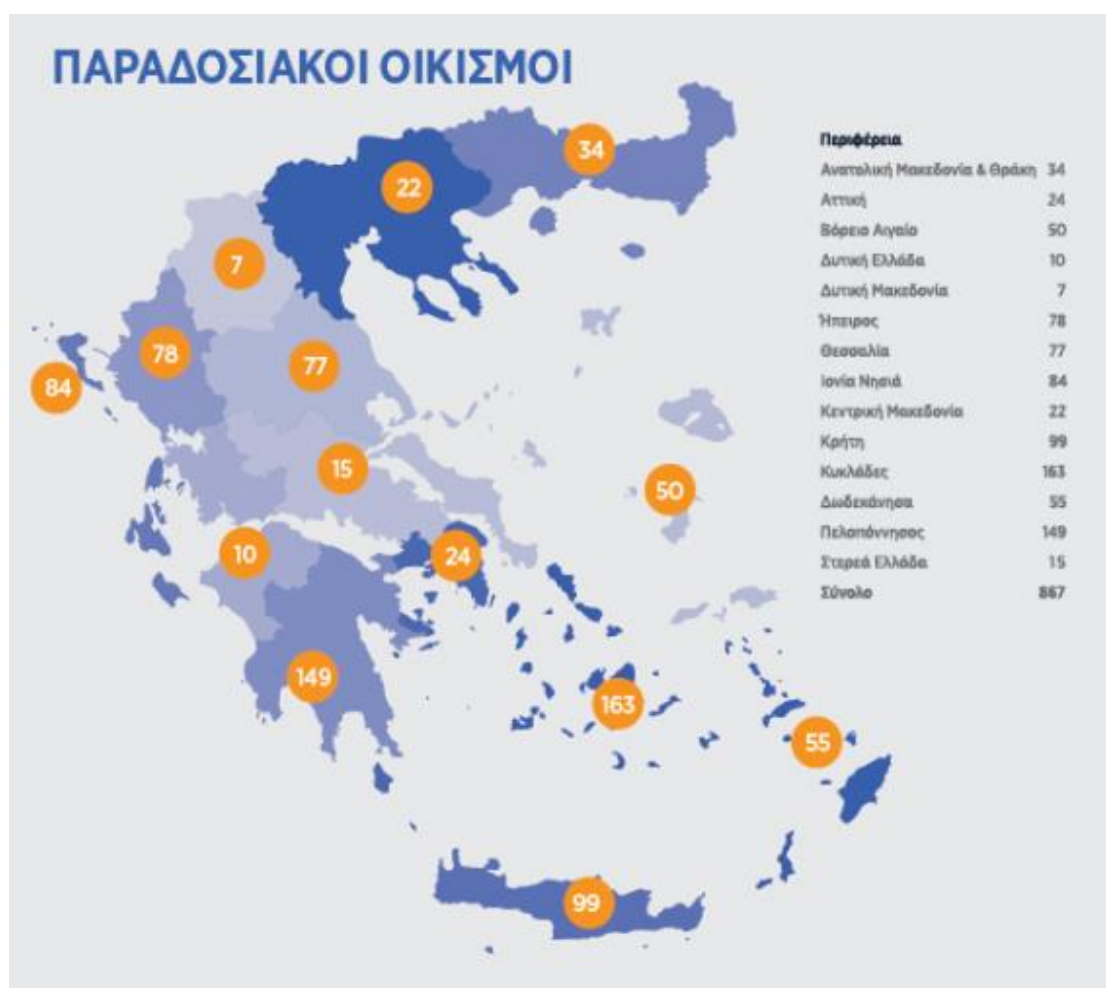 ΠΑΡΑΔΟΣΙΑΚΟΙ ΟΙΚΙΣΜΟΙ
Περιφέρεια
Ανατολική Μακεδονία & Θράκη 34
Αττική 24
Βόρειο Αιγαίο 50
Δυτική Ελλάδα 10
Δυτική Μακεδονία 7
Ήπειρος 78
Θεσσαλία 77
Ιονία Νησιά 84
Κεντρική Μακεδονία 22
Κρήτη 99
Κυκλάδες 163
Δωδεκάνησα 55
Πελοπόννησος 149
Στερεά Ελλάδα 15
Σύνολο 867
34
22
7
78
77
84
15
50
10
24
149
163
55
99